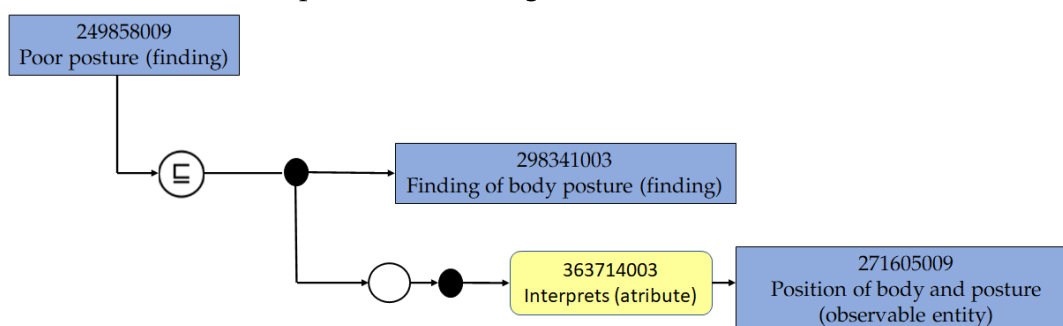 249858009
Poor posture (finding)
⊑
298341003
Finding of body posture (finding)
363714003
Interprets (atribute)
271605009
Position of body and posture
(observable entity)